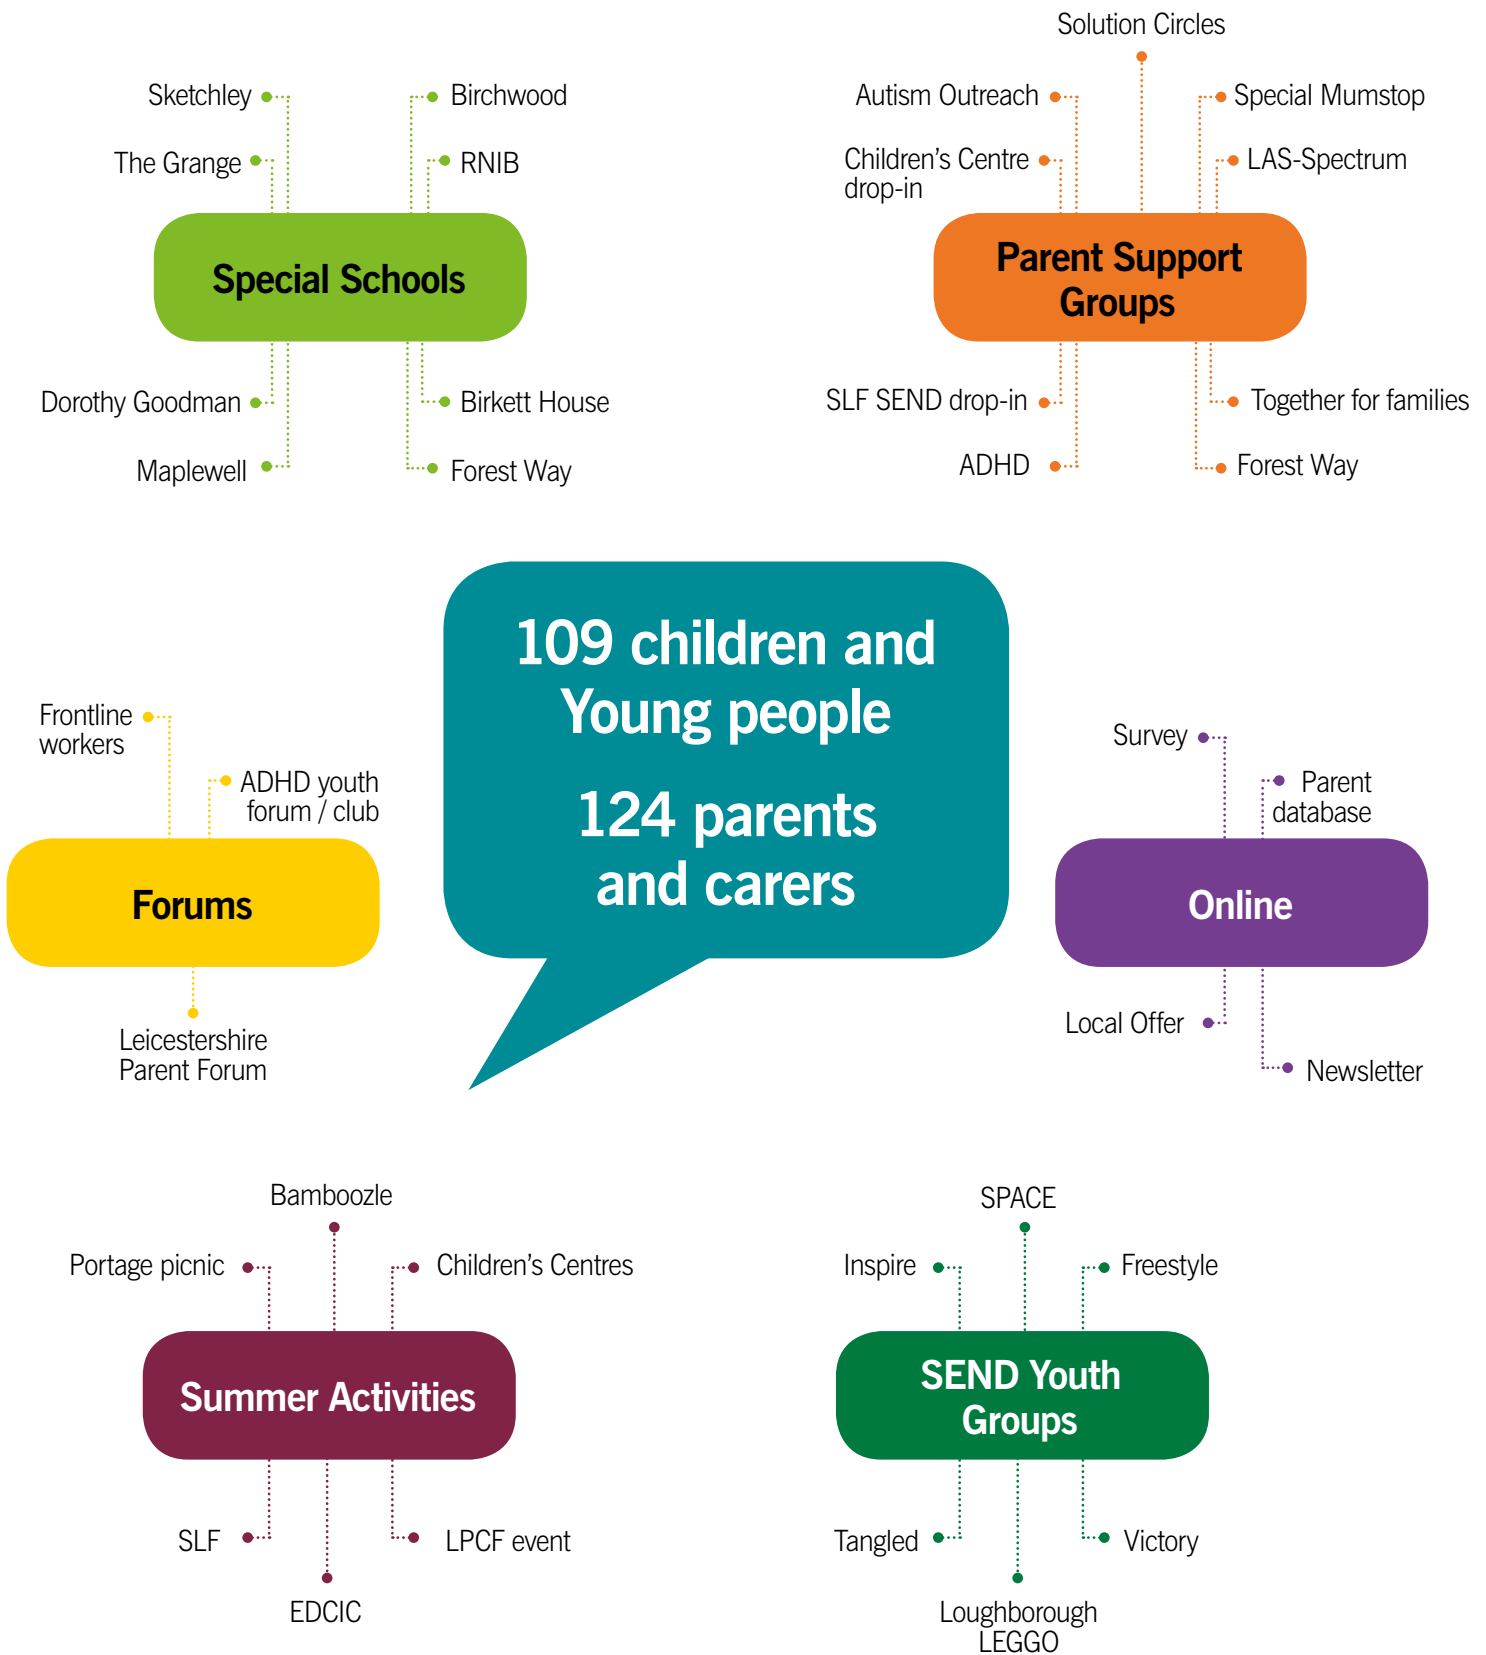 Sketchley
Birchwood
The Grange
RNIB
Special Schools
Dorothy Goodman
Birkett House
Maplewell
Forest Way
Solution Circles
Autism Outreach
Special Mumstop
Children's Centre
drop-in
LAS-Spectrum
Parent Support
Groups
SLF SEND drop-in
Together for families
ADHD
Forest Way
109 children and
Young people
124 parents
and carers
Frontline
workers
ADHD youth
forum / club
Forums
Leicestershire
Parent Forum
Survey
Parent
database
Online
Local Offer
Newsletter
Bamboozle
Portage picnic
Children's Centres
Summer Activities
SLF
LPCF event
EDCIC
SPACE
Inspire
Freestyle
SEND Youth
Groups
Tangled
Victory
Loughborough
LEGGO